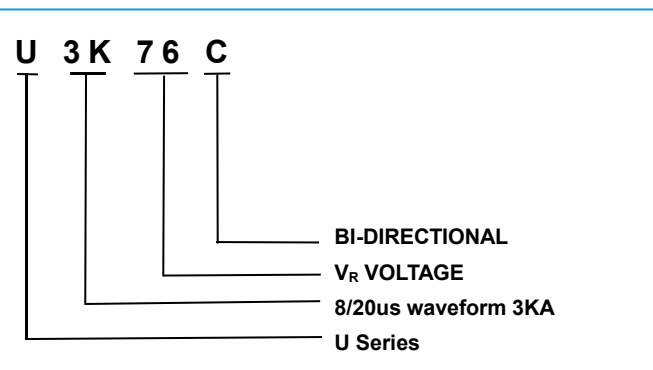 U 3K 76 C
BI-DIRECTIONAL
VR VOLTAGE
8/20us waveform 3KA
U Series